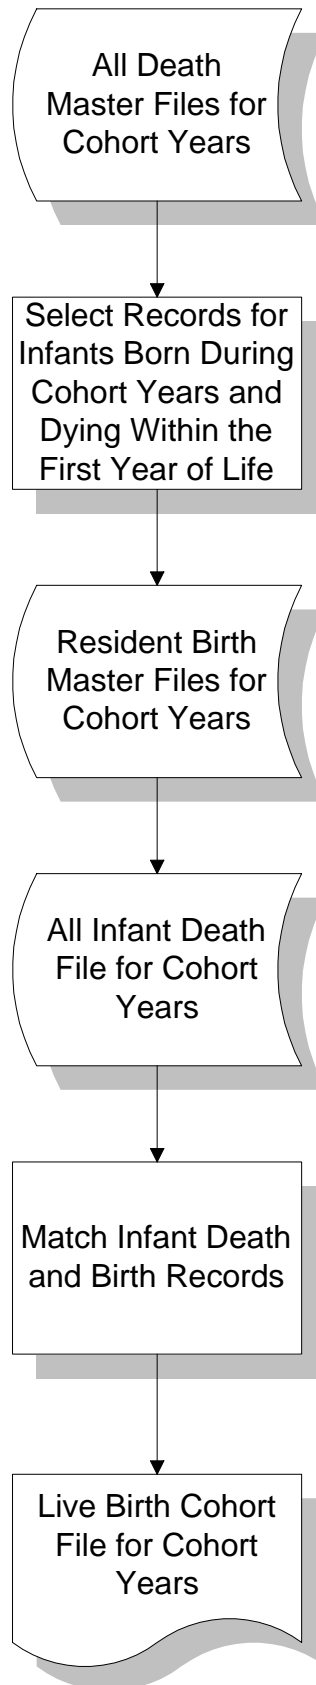 All Death
Master Files for
Cohort Years
Select Records for
Infants Born During
Cohort Years and
Dying Within the
First Year of Life
Resident Birth
Master Files for
Cohort Years
All Infant Death
File for Cohort
Years
Match Infant Death
and Birth Records
Live Birth Cohort
File for Cohort
Years